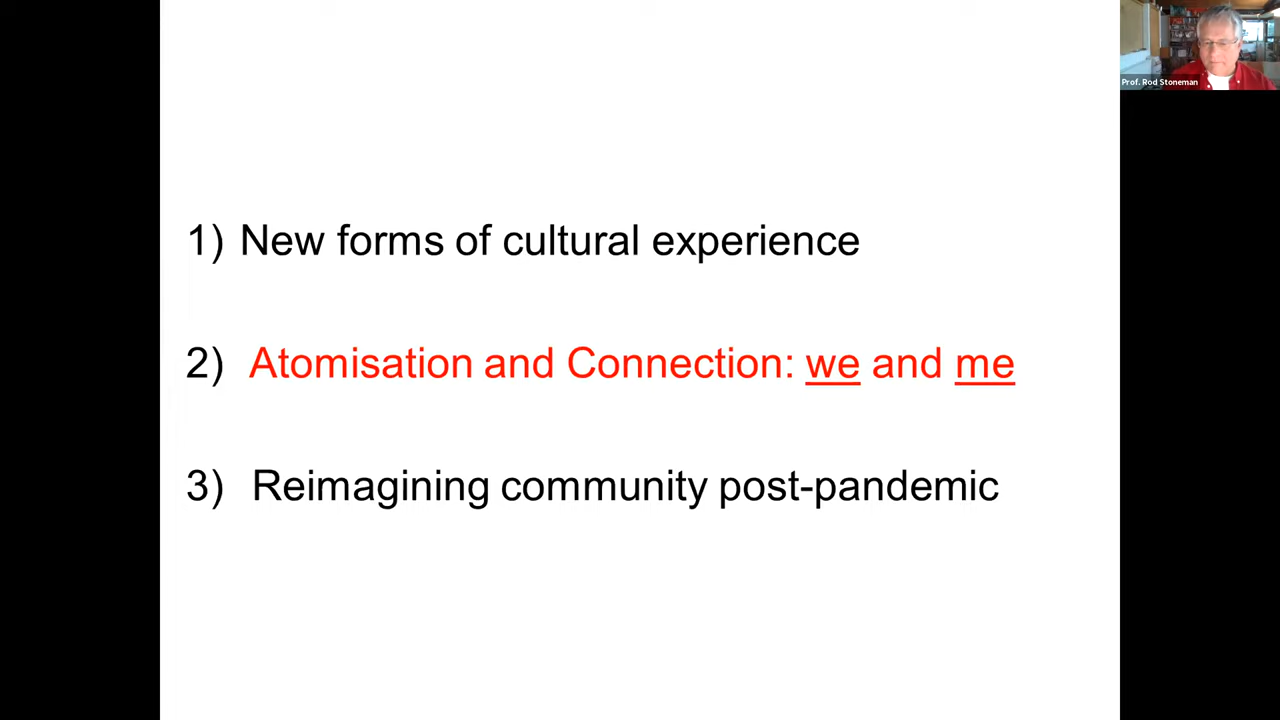 Prof. Rod Stoneman
1) New forms of cultural experience
2) Atomisation and Connection: we and me
3) Reimagining community post-pandemic